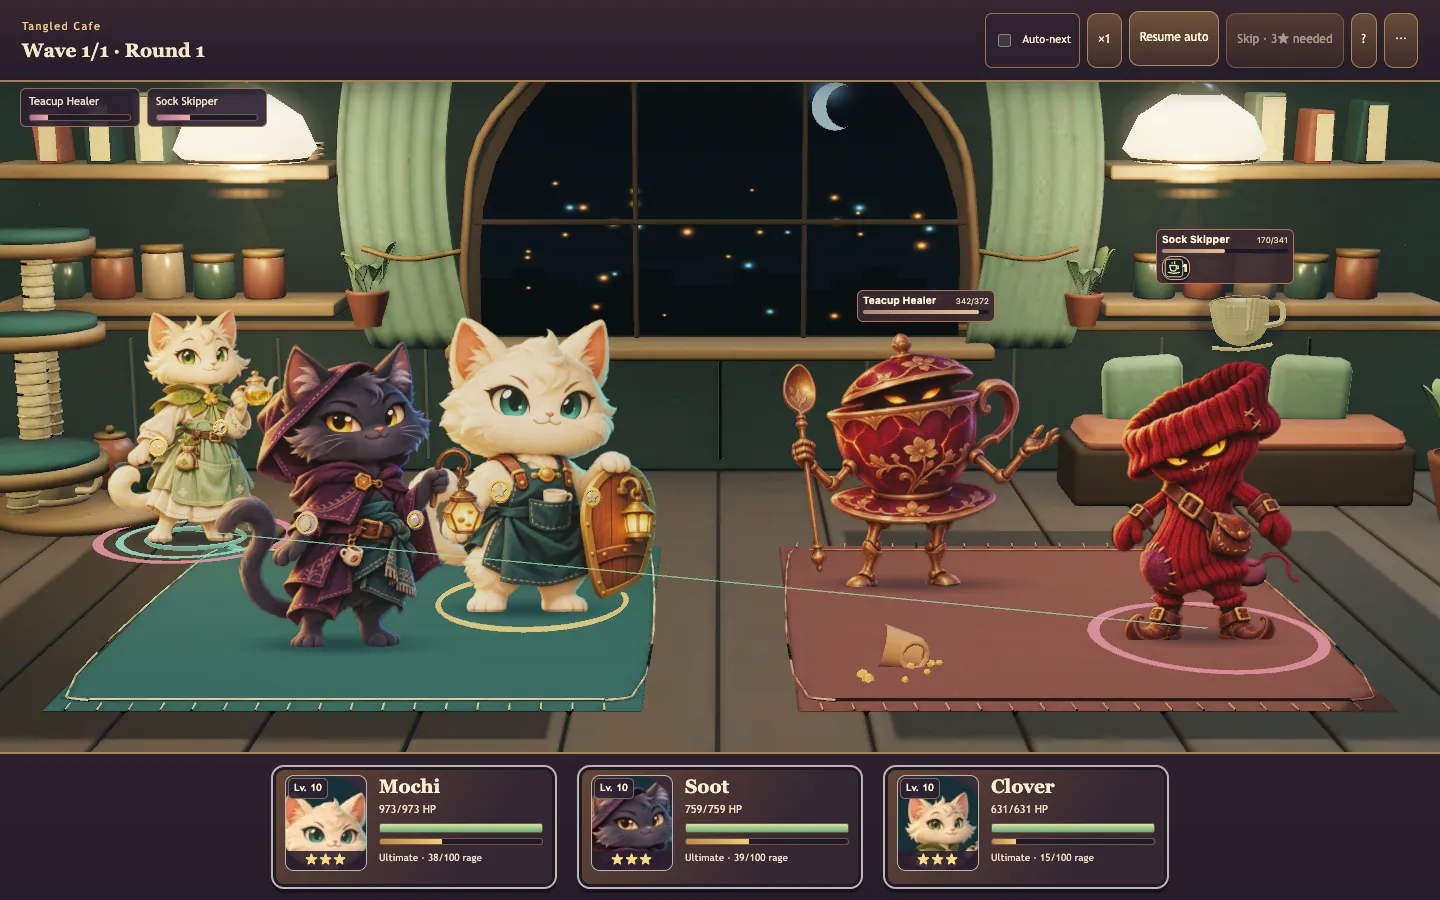 Tangled Cafe
Wave 1/1 · Round 1
Auto-next
×1
Resume auto
Skip · 3★ needed
?
...
Teacup Healer
Sock Skipper
Sock Skipper 170/341
1
Teacup Healer 342/372
Lv. 10
Mochi
973/973 HP
Ultimate · 38/100 rage
★★★
Lv. 10
Soot
759/759 HP
Ultimate · 39/100 rage
★★★
Lv. 10
Clover
631/631 HP
Ultimate · 15/100 rage
★★★